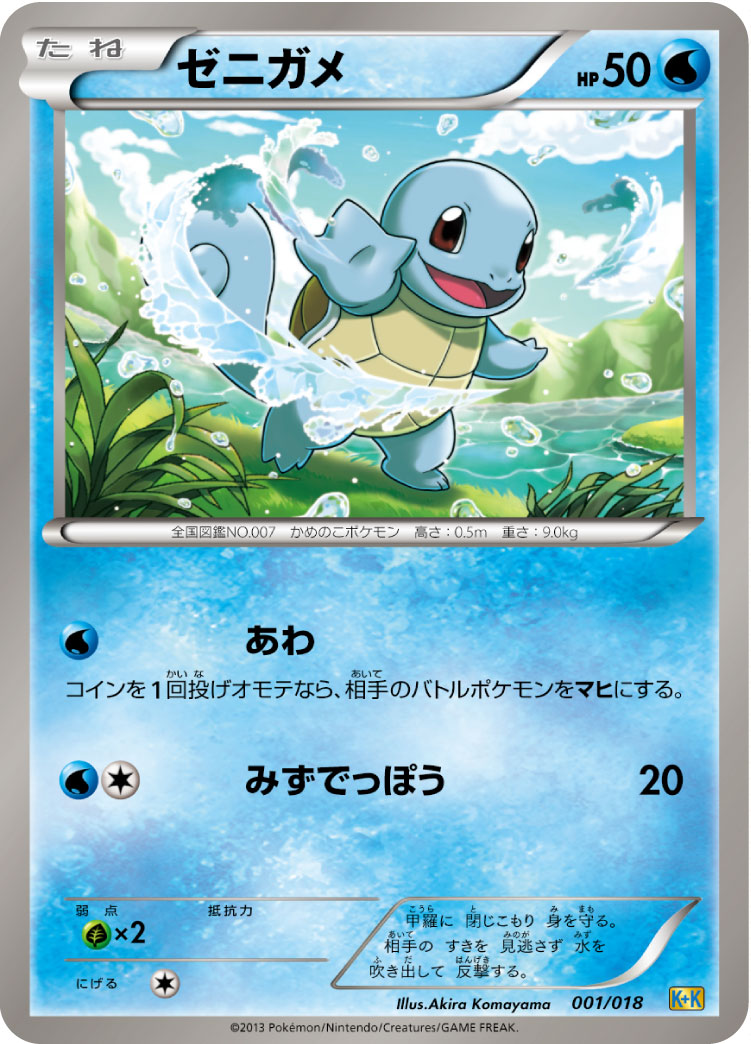 たね ゼニガメ HP50
全国図鑑NO.007 かめのこポケモン 高さ:0.5m 重さ:9.0kg
あわ
コインを1回投げオモテなら、相手のバトルポケモンをマヒにする。
みずでっぽう 20
弱点 抵抗力
×2
にげる
甲羅に 閉じこもり 身を守る。
相手の すきを 見逃さず 水を
吹き出して 反撃する。
Illus.Akira Komayama 001/018 K+K
©2013 Pokémon/Nintendo/Creatures/GAME FREAK.